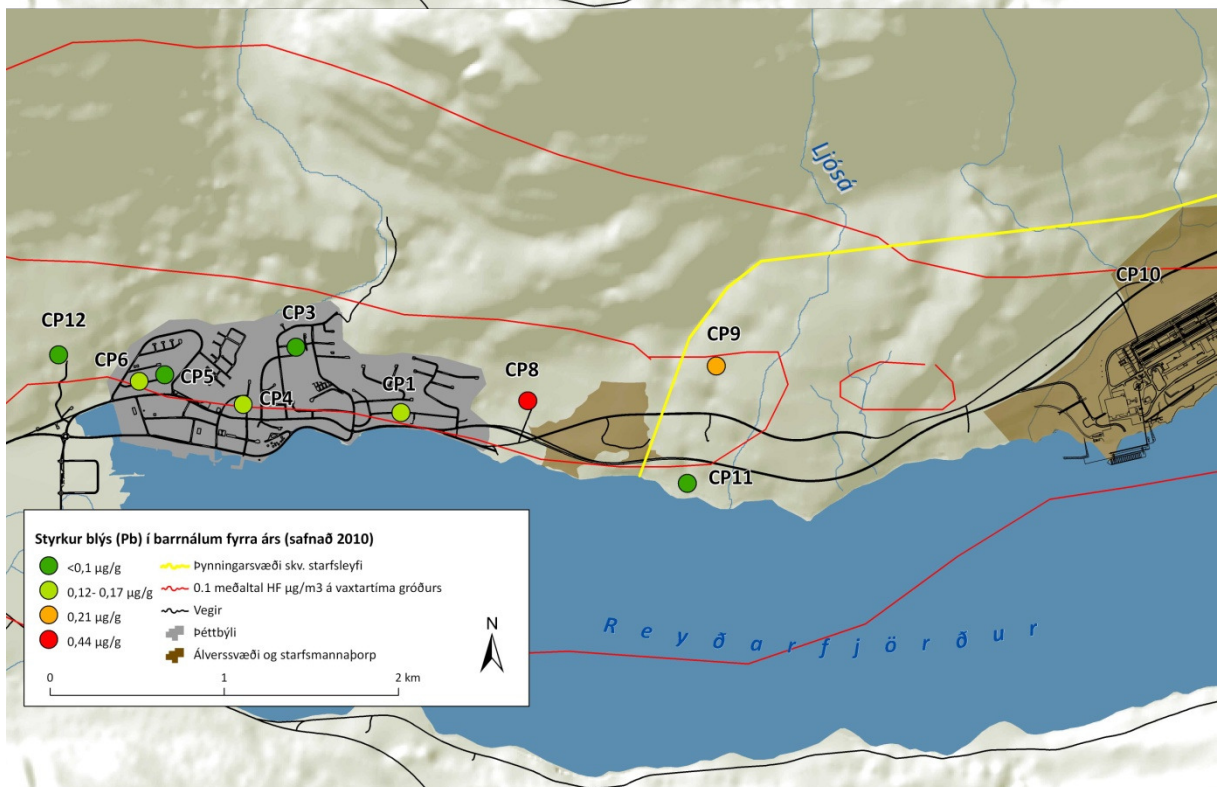 Ljósá
CP10
CP12
CP3
CP9
CP6
CP5
CP8
CP1
CP4
CP11
Styrkur blýs (Pb) í barrnálum fyrra árs (safnað 2010)
<0,1 µg/g
0,12- 0,17 µg/g
0,21 µg/g
0,44 µg/g
Þynningarsvæði skv. starfsleyfi
0.1 meðaltal HF µg/m3 á vaxtartíma gróðurs
Vegir
Þéttbýli
Álverssvæði og starfsmannaþorp
N
0 1 2 km
Reyðarfjörður